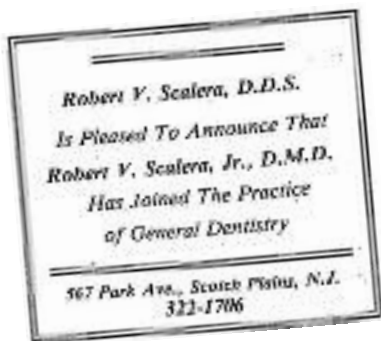 Robert V. Scalera, D.D.S.
Is Pleased To Announce That
Robert V. Scalera, Jr., D.M.D.
Has Joined The Practice
of General Dentistry
567 Park Ave., Scotch Plains, N.J.
322-1706